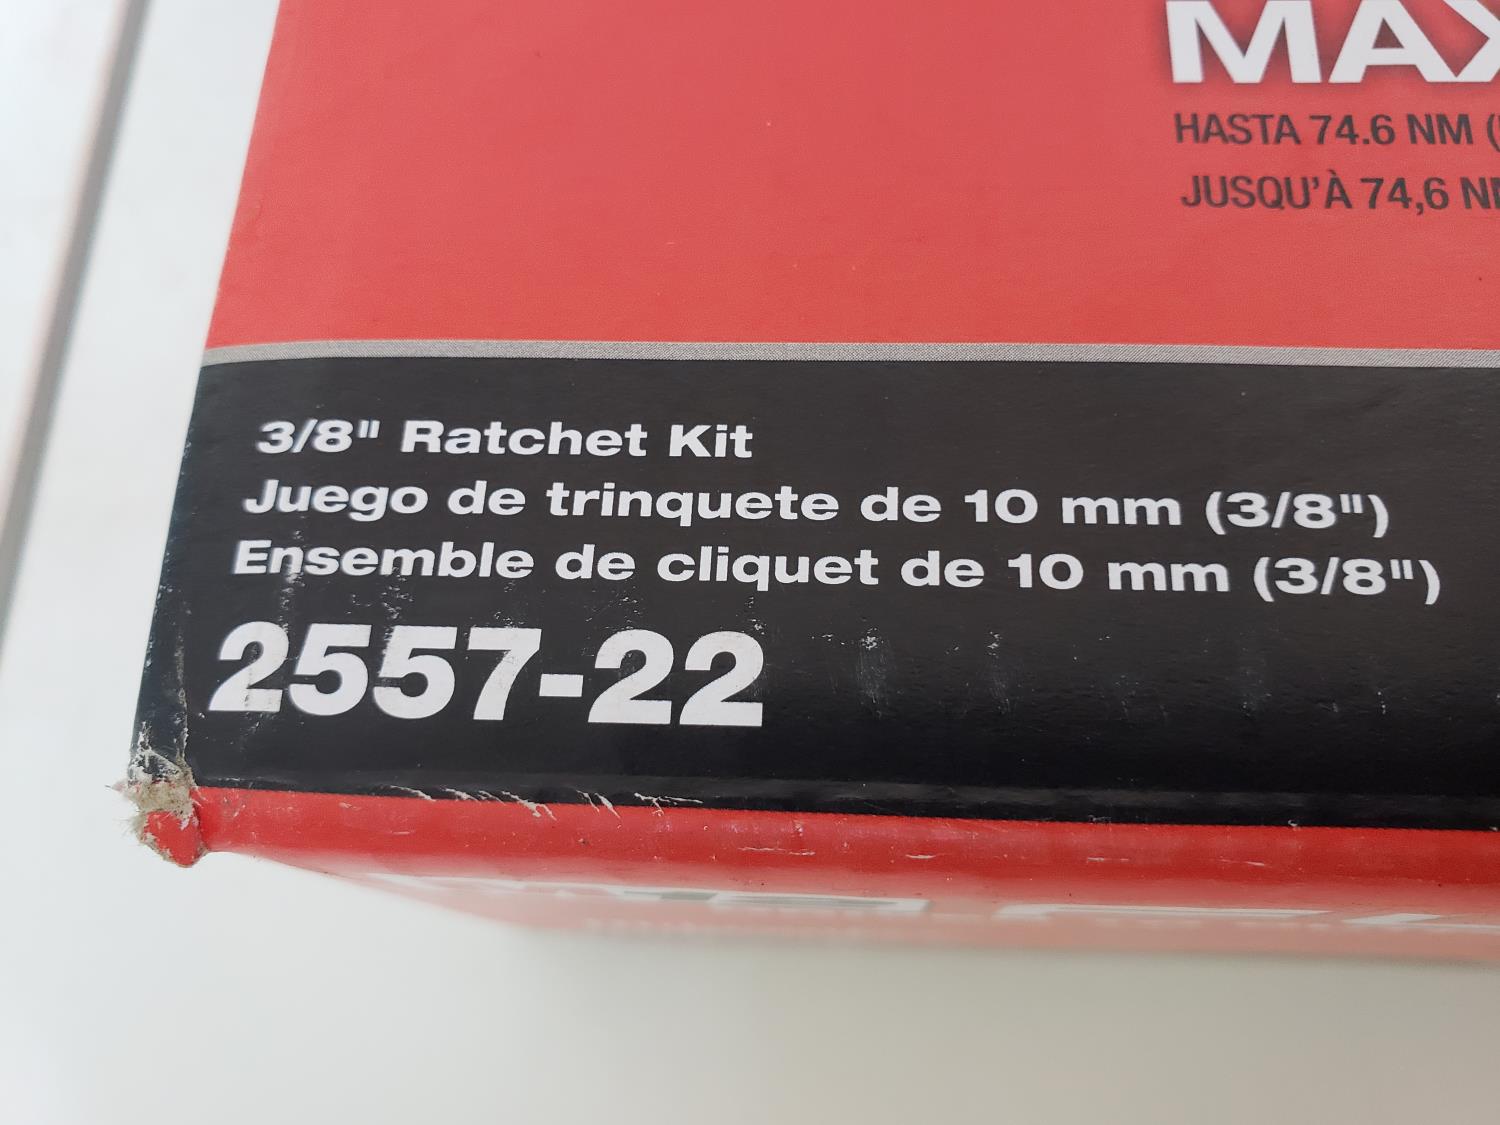 MAX
HASTA 74.6 NM (
JUSQU'À 74,6 NM
3/8" Ratchet Kit
Juego de trinquete de 10 mm (3/8")
Ensemble de cliquet de 10 mm (3/8")
2557-22